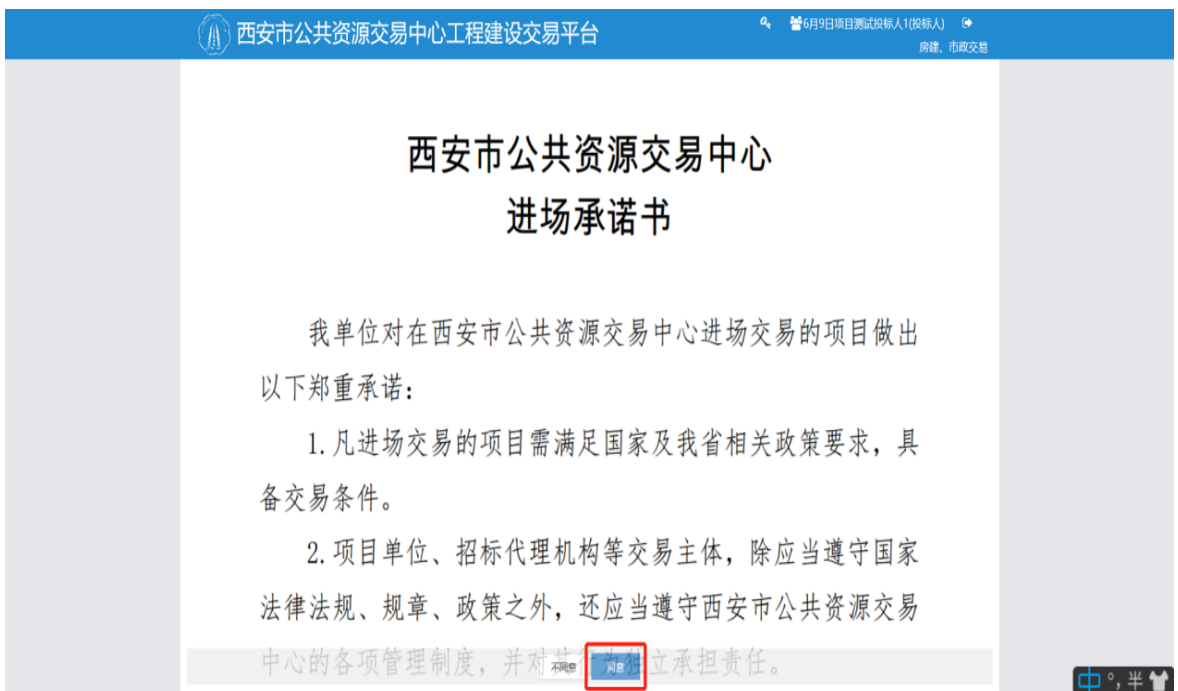 西安市公共资源交易中心工程建设交易平台
6月9日项目测试投标人1(投标人)
房建、市政交易
西安市公共资源交易中心
进场承诺书
我单位对在西安市公共资源交易中心进场交易的项目做出
以下郑重承诺:
1.凡进场交易的项目需满足国家及我省相关政策要求，具
备交易条件。
2.项目单位、招标代理机构等交易主体，除应当遵守国家
法律法规、规章、政策之外，还应当遵守西安市公共资源交易
中心的各项管理制度，并对其行为独立承担责任。
不同意 同意
中 °, 半